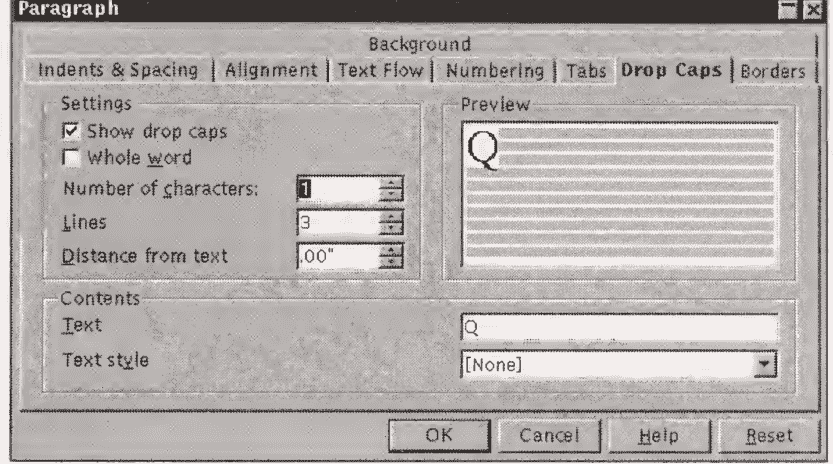 Paragraph
Background
Indents & Spacing | Alignment | Text Flow | Numbering | Tabs | Drop Caps | Borders
Settings
Show drop caps
Whole word
Number of characters: 1
Lines 3
Distance from text .00"
Preview
Q
Contents
Text Q
Text style [None]
OK Cancel Help Reset